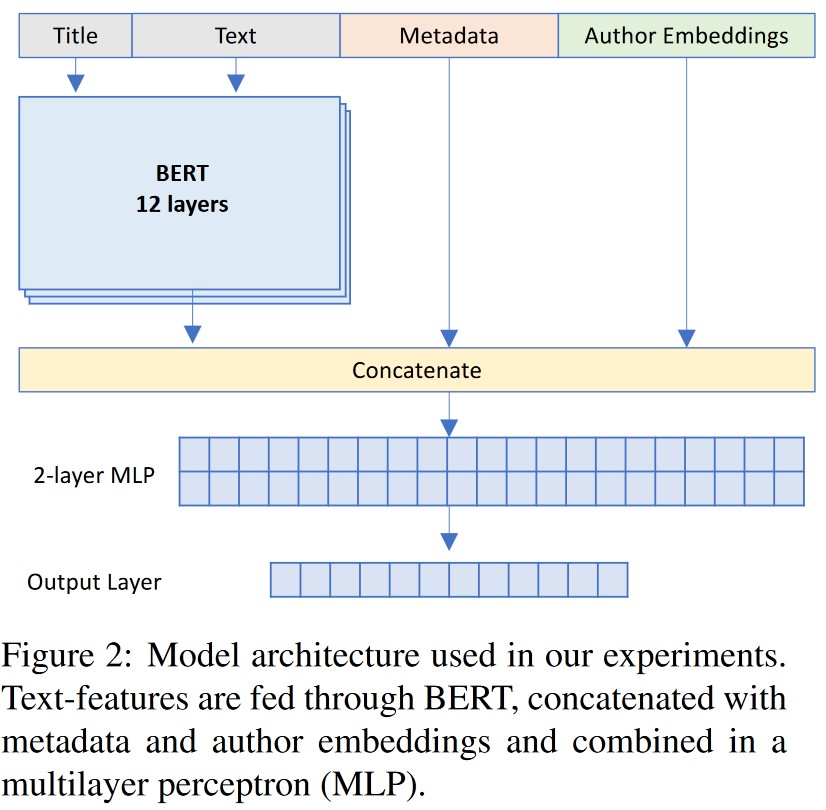 Title Text Metadata Author Embeddings
BERT
12 layers
Concatenate
2-layer MLP
Output Layer
Figure 2: Model architecture used in our experiments.
Text-features are fed through BERT, concatenated with
metadata and author embeddings and combined in a
multilayer perceptron (MLP).